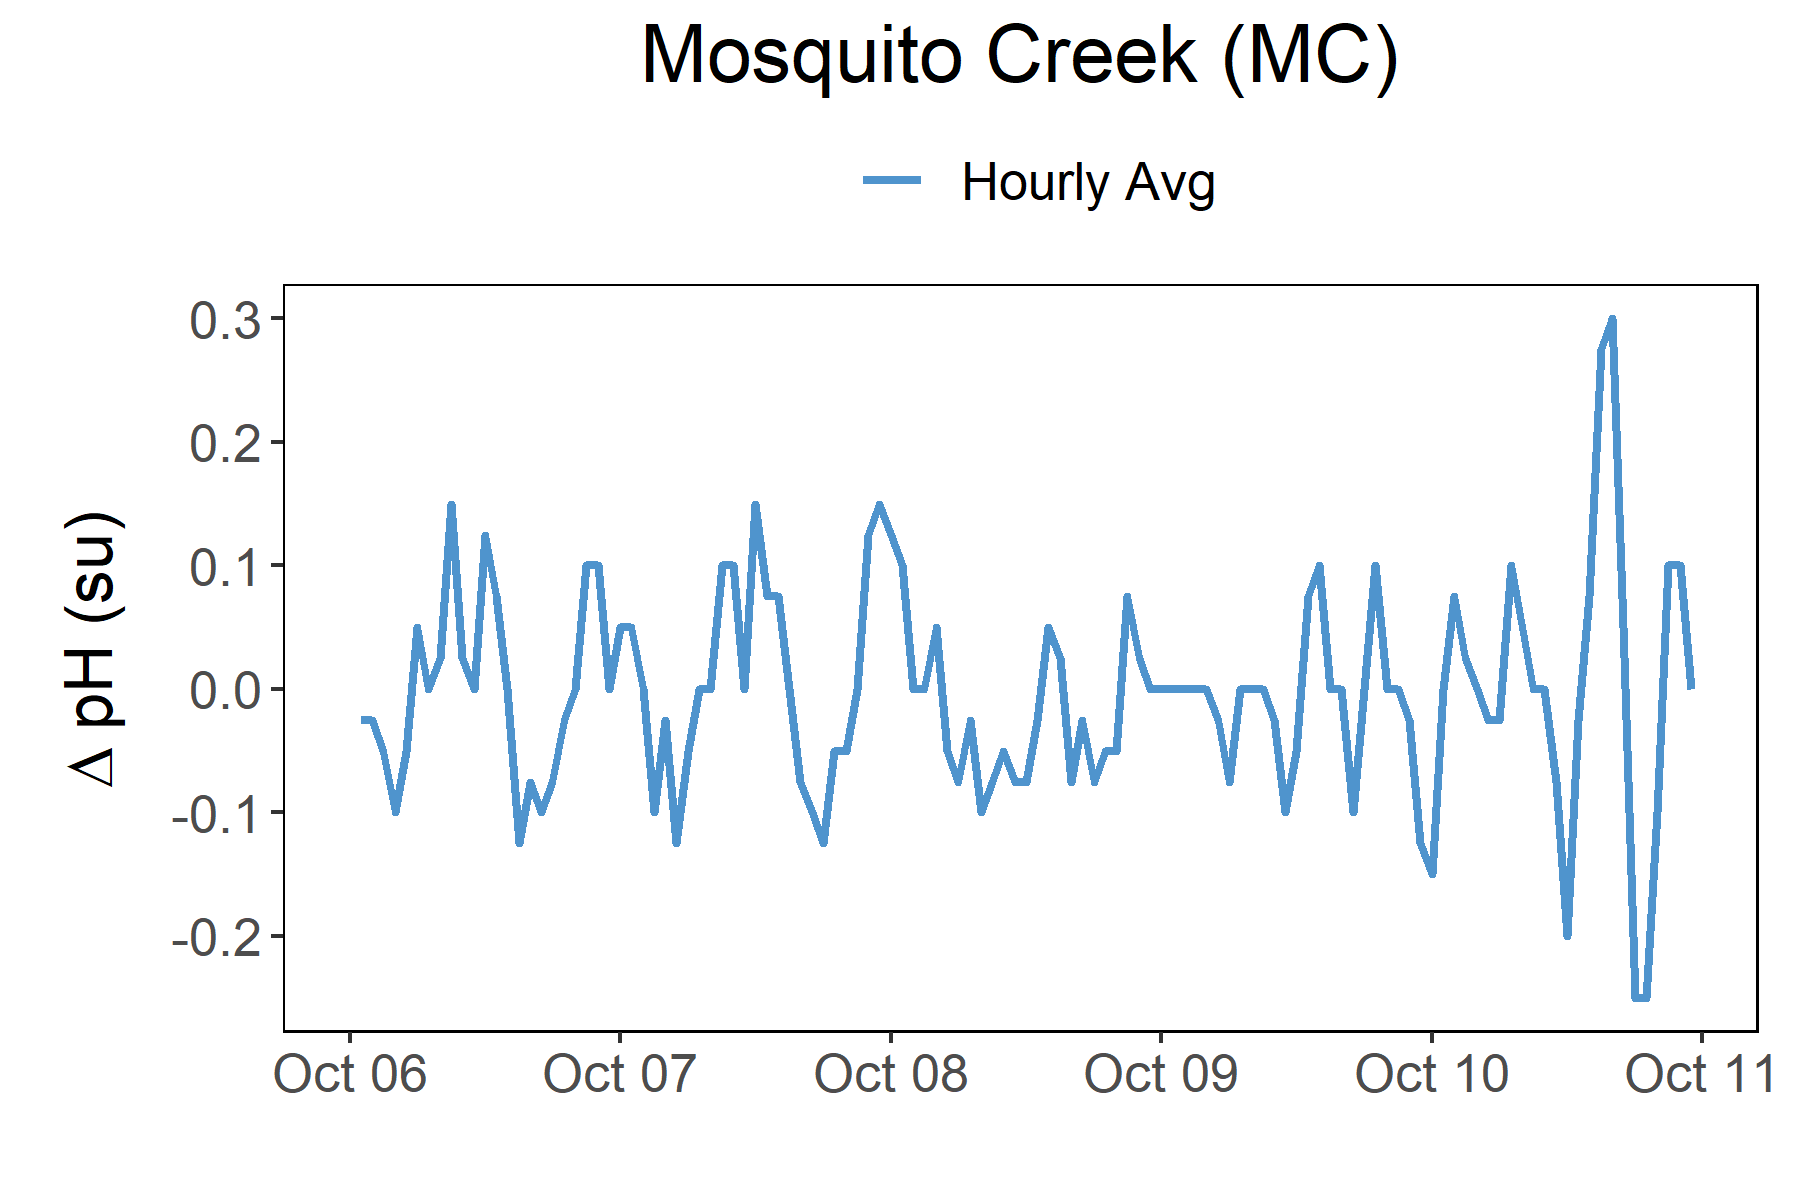 Mosquito Creek (MC)
Hourly Avg
Δ pH (su)
0.3
0.2
0.1
0.0
-0.1
-0.2
Oct 06 Oct 07 Oct 08 Oct 09 Oct 10 Oct 11